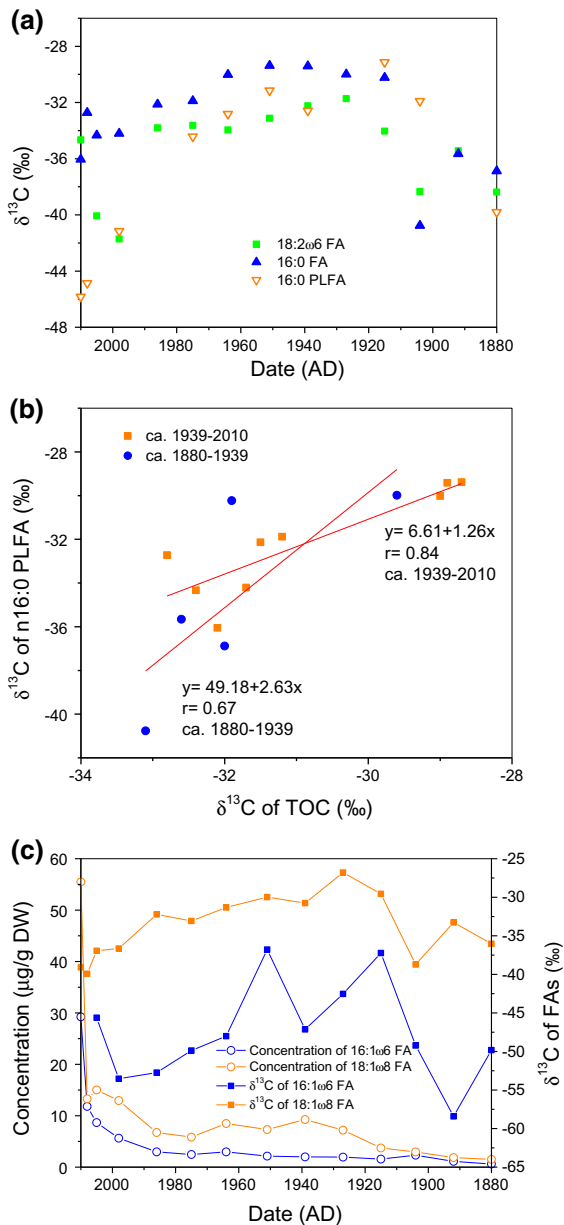 (a)
δ¹³C (‰)
-28
-32
-36
-40
-44
-48
18:2ω6 FA
16:0 FA
16:0 PLFA
2000 1980 1960 1940 1920 1900 1880
Date (AD)
(b)
δ¹³C of n16:0 PLFA (‰)
-28
-32
-36
-40
ca. 1939-2010
ca. 1880-1939
y= 6.61+1.26x
r= 0.84
ca. 1939-2010
y= 49.18+2.63x
r= 0.67
ca. 1880-1939
-34 -32 -30 -28
δ¹³C of TOC (‰)
(c)
Concentration (μg/g DW)
60
50
40
30
20
10
0
Concentration of 16:1ω6 FA
Concentration of 18:1ω8 FA
δ¹³C of 16:1ω6 FA
δ¹³C of 18:1ω8 FA
-25
-30
-35
-40
-45
-50
-55
-60
-65
δ¹³C of FAs (‰)
2000 1980 1960 1940 1920 1900 1880
Date (AD)